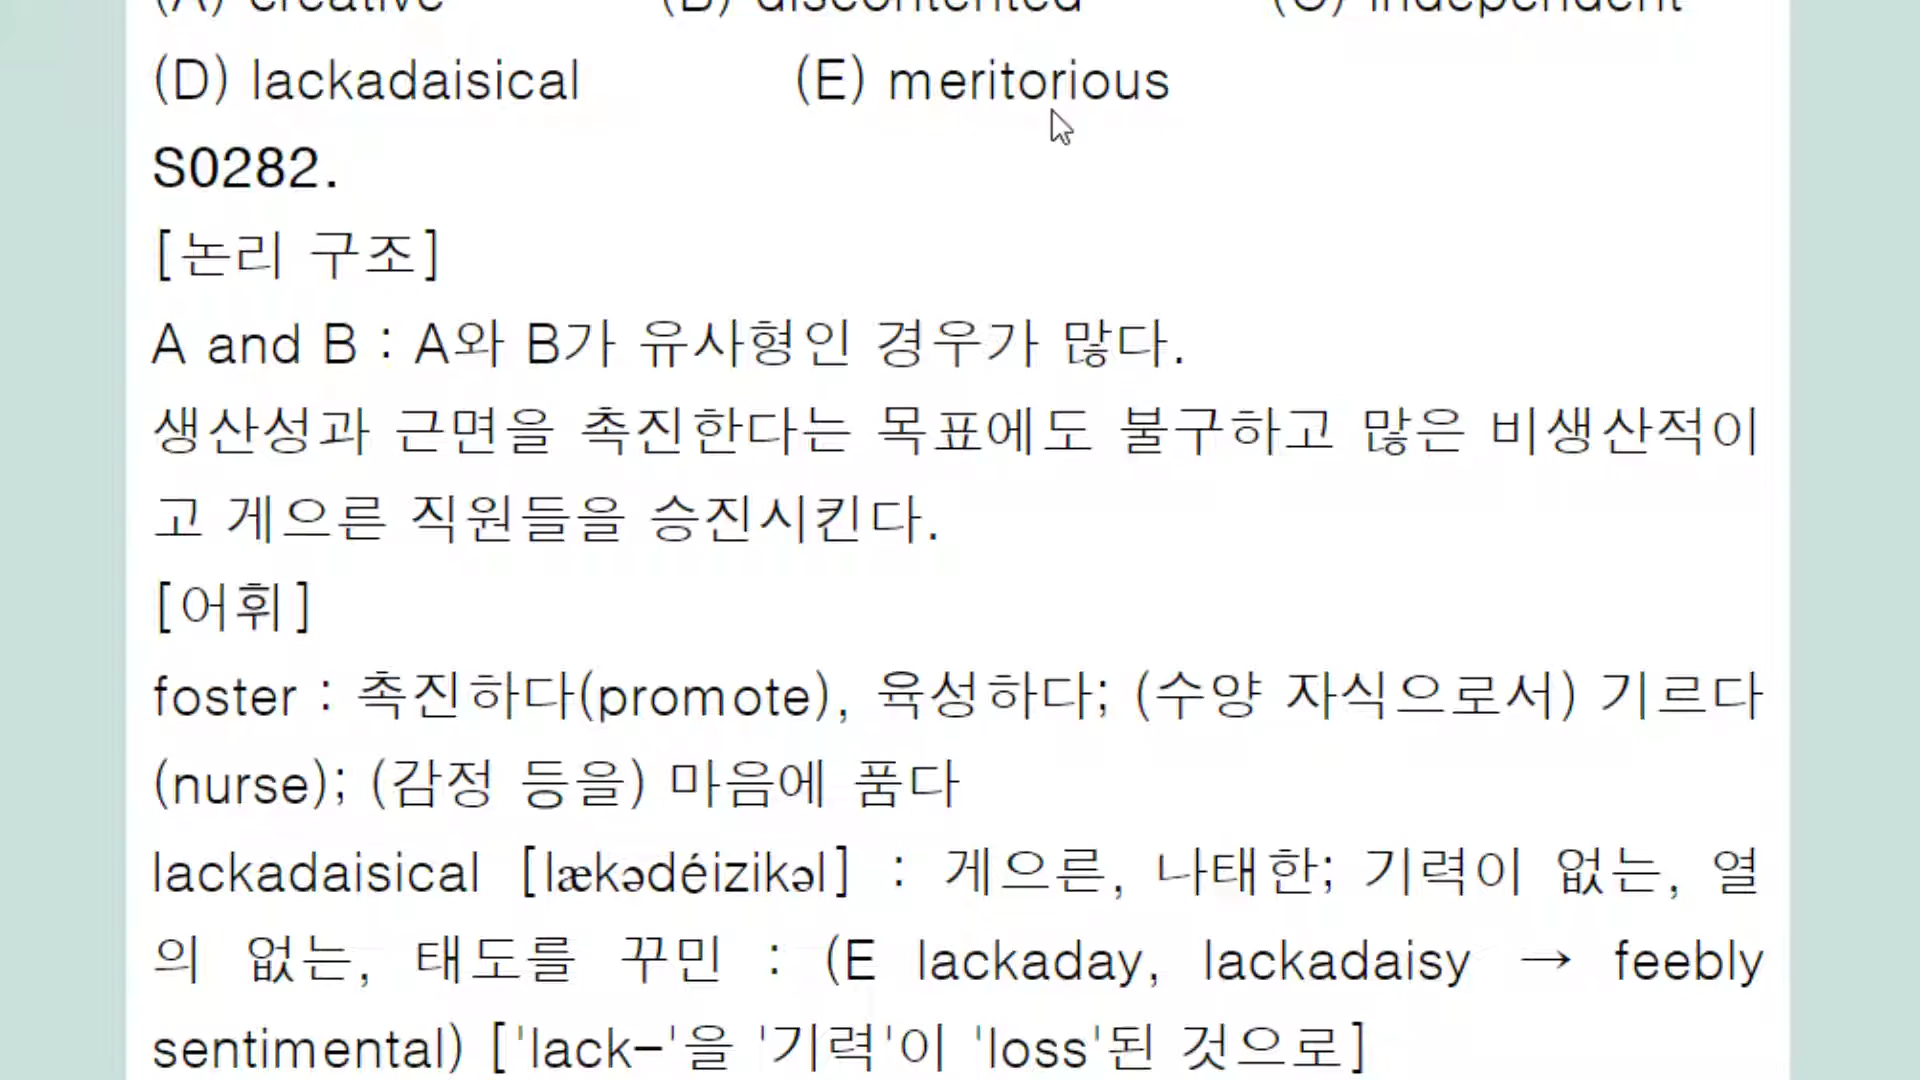 (A) creative (B) discontented (C) independent
(D) lackadaisical (E) meritorious
S0282.
[논리 구조]
A and B : A와 B가 유사형인 경우가 많다.
생산성과 근면을 촉진한다는 목표에도 불구하고 많은 비생산적이
고 게으른 직원들을 승진시킨다.
[어휘]
foster : 촉진하다(promote), 육성하다; (수양 자식으로서) 기르다
(nurse); (감정 등을) 마음에 품다
lackadaisical [lækədéizikəl] : 게으른, 나태한; 기력이 없는, 열
의 없는, 태도를 꾸민 : (E lackaday, lackadaisy → feebly
sentimental) ['lack-'을 '기력'이 'loss'된 것으로]